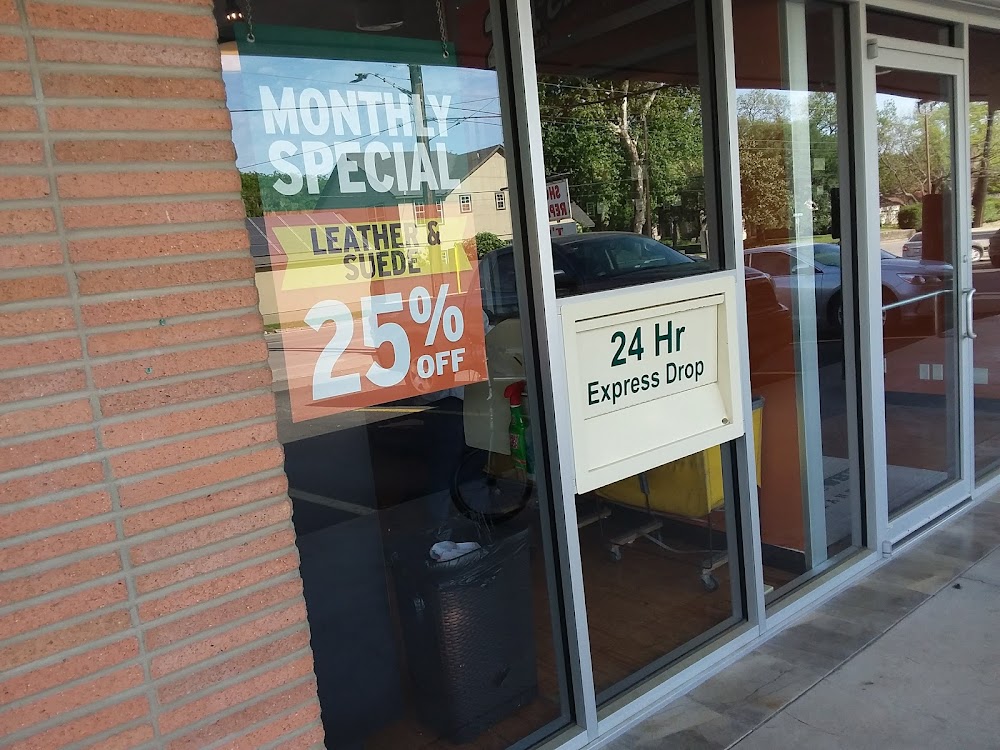 MONTHLY
SPECIAL
LEATHER &
SUEDE
25%
OFF
24 Hr
Express Drop